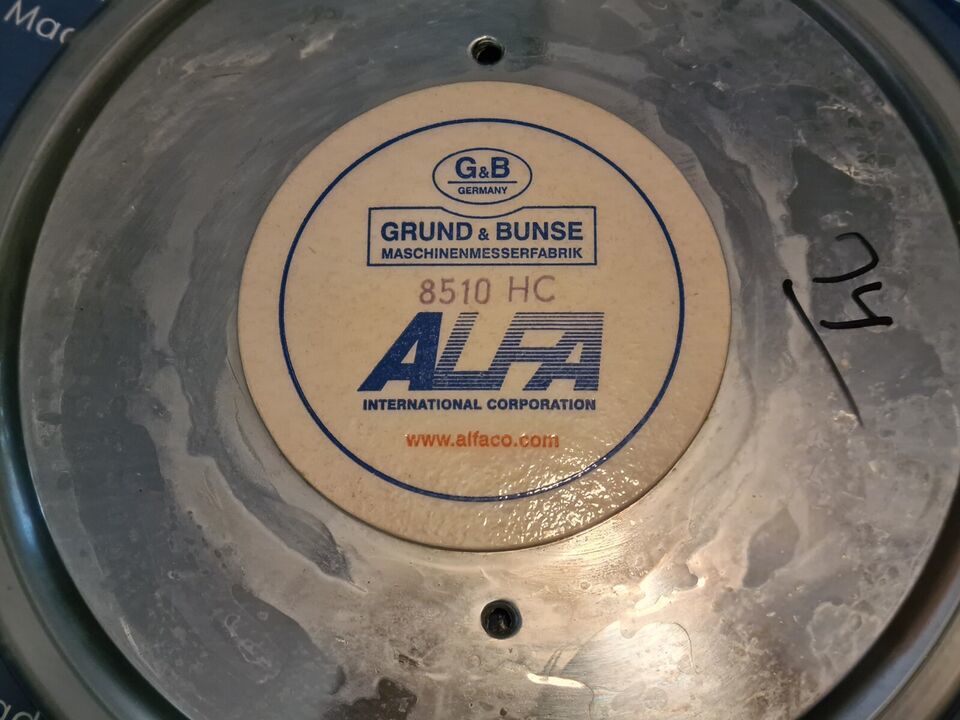 G&B
GERMANY
GRUND & BUNSE
MASCHINENMESSERFABRIK
8510 HC
ALFA
INTERNATIONAL CORPORATION
www.alfaco.com